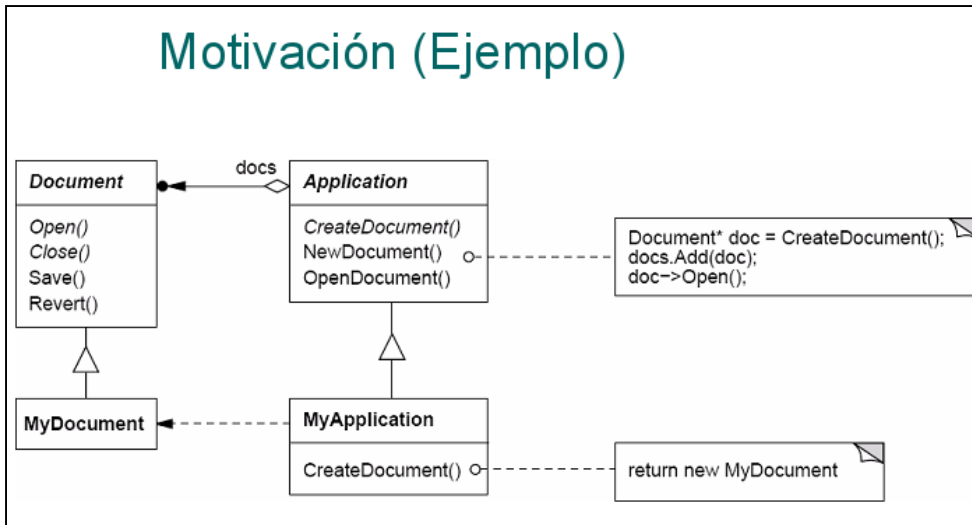 Motivación (Ejemplo)
docs
Document
Open()
Close()
Save()
Revert()
Application
CreateDocument()
NewDocument()
OpenDocument()
Document* doc = CreateDocument();
docs.Add(doc);
doc−>Open();
MyDocument
MyApplication
CreateDocument()
return new MyDocument